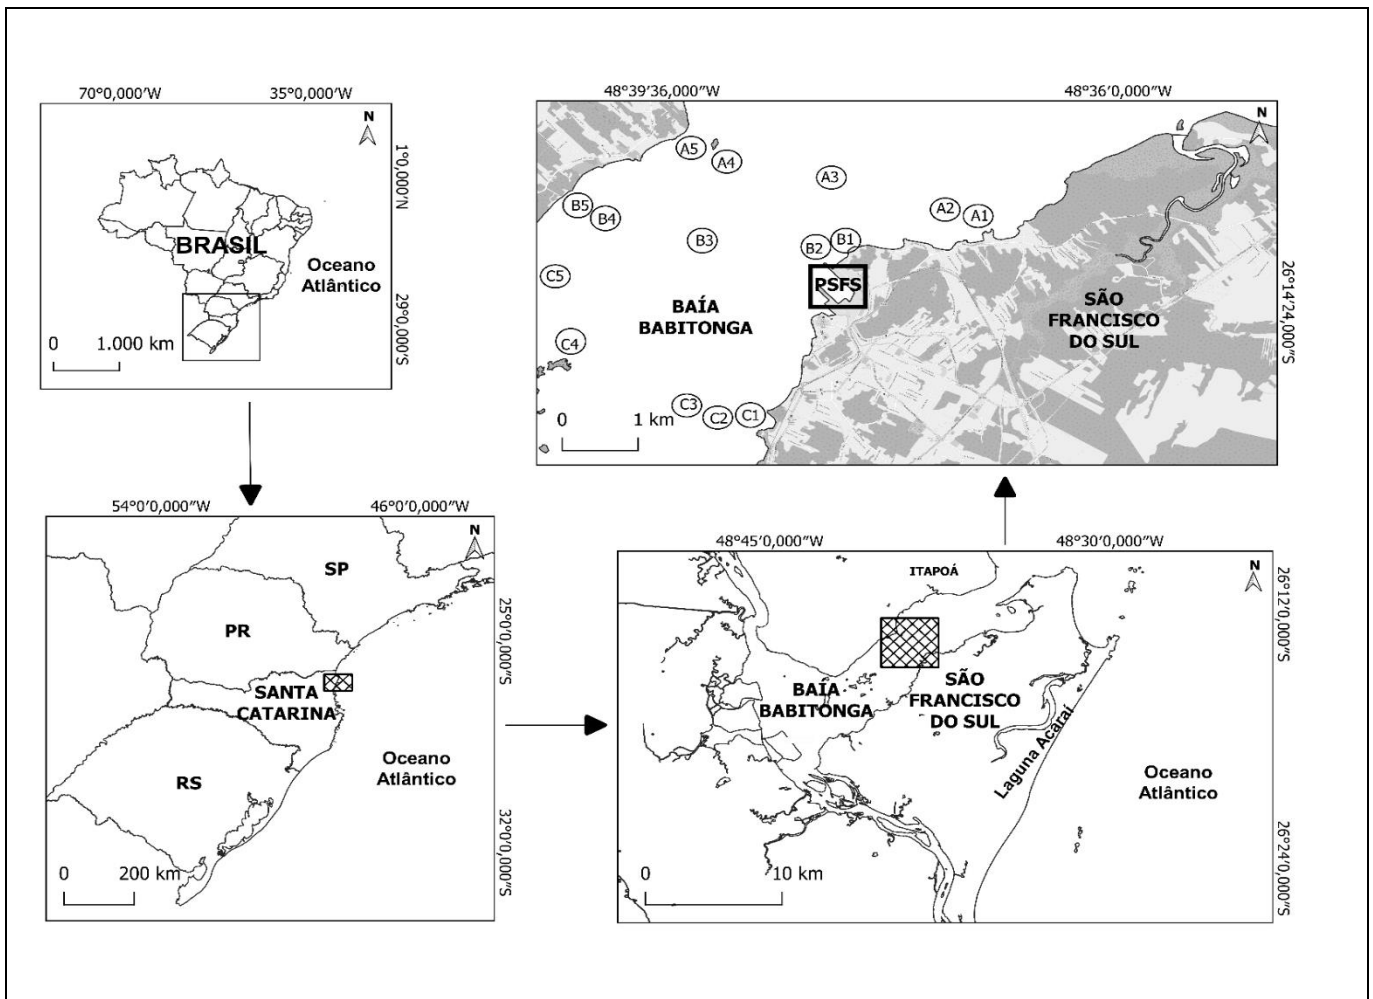 70°0,000″W
35°0,000″W
N
1°0,000″N
BRASIL
Oceano
Atlântico
29°0,000″S
0
1.000 km
48°39′36,000″W
48°36′0,000″W
N
A5
A4
A3
A2
A1
B5
B4
B3
B2
B1
PSFS
C5
BAÍA
BABITONGA
SÃO
FRANCISCO
DO SUL
26°14′24,000″S
C4
C3
C2
C1
0
1 km
54°0′0,000″W
46°0′0,000″W
N
SP
25°0′0,000″S
PR
SANTA
CATARINA
RS
Oceano
Atlântico
32°0′0,000″S
0
200 km
48°45′0,000″W
48°30′0,000″W
ITAPOÁ
N
26°12′0,000″S
BAÍA
BABITONGA
SÃO
FRANCISCO
DO SUL
Laguna Acaraí
Oceano
Atlântico
26°24′0,000″S
0
10 km